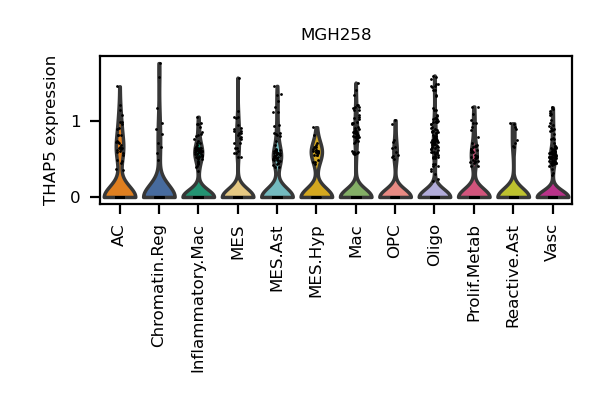 MGH258
THAP5 expression
1
0
AC
Chromatin.Reg
Inflammatory.Mac
MES
MES.Ast
MES.Hyp
Mac
OPC
Oligo
Prolif.Metab
Reactive.Ast
Vasc